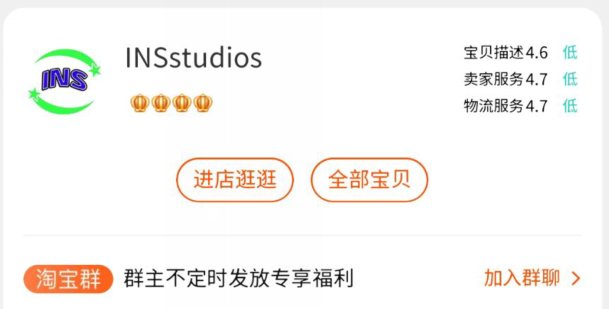 INS
INSstudios
宝贝描述4.6 低
卖家服务4.7 低
物流服务4.7 低
进店逛逛 全部宝贝
淘宝群 群主不定时发放专享福利 加入群聊